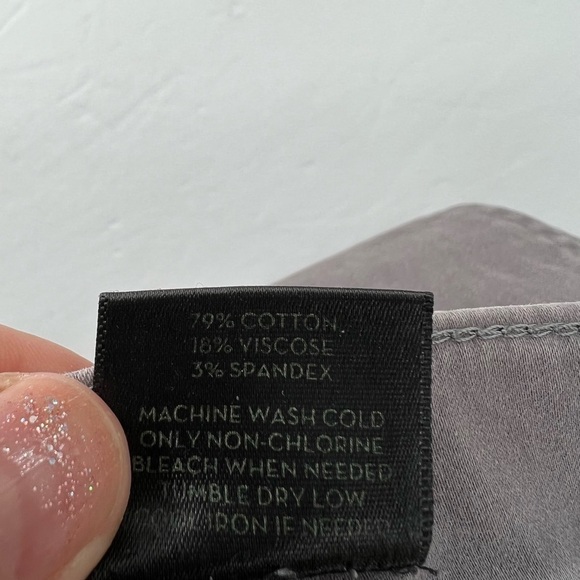 79% COTTON
18% VISCOSE
3% SPANDEX
MACHINE WASH COLD
ONLY NON-CHLORINE
BLEACH WHEN NEEDED
TUMBLE DRY LOW
COOL IRON IF NEEDED